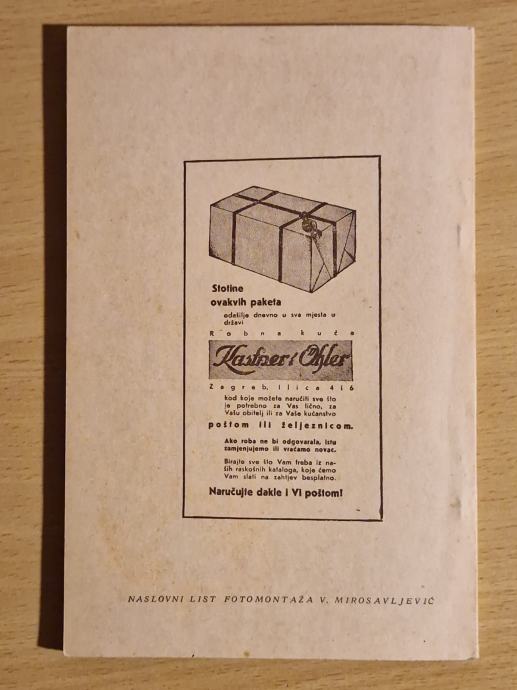 Stotine
ovakvih paketa
odašilje dnevno u sva mjesta u
državi
Robna kuća
Kastner i Öhler
Zagreb, Ilica 4 i 6
kod koje možete naručiti sve što
je potrebno za Vas lično, za
Vašu obitelj ili za Vaše kućanstvo
poštom ili željeznicom.
Ako roba ne bi odgovarala, istu
zamjenjujemo ili vraćamo novac.
Birajte sve što Vam treba iz na-
ših raskošnih kataloga, koje ćemo
Vam slati na zahtjev besplatno.
Naručujte dakle i Vi poštom!
NASLOVNI LIST FOTOMONTAŽA V. MIROSAVLJEVIĆ